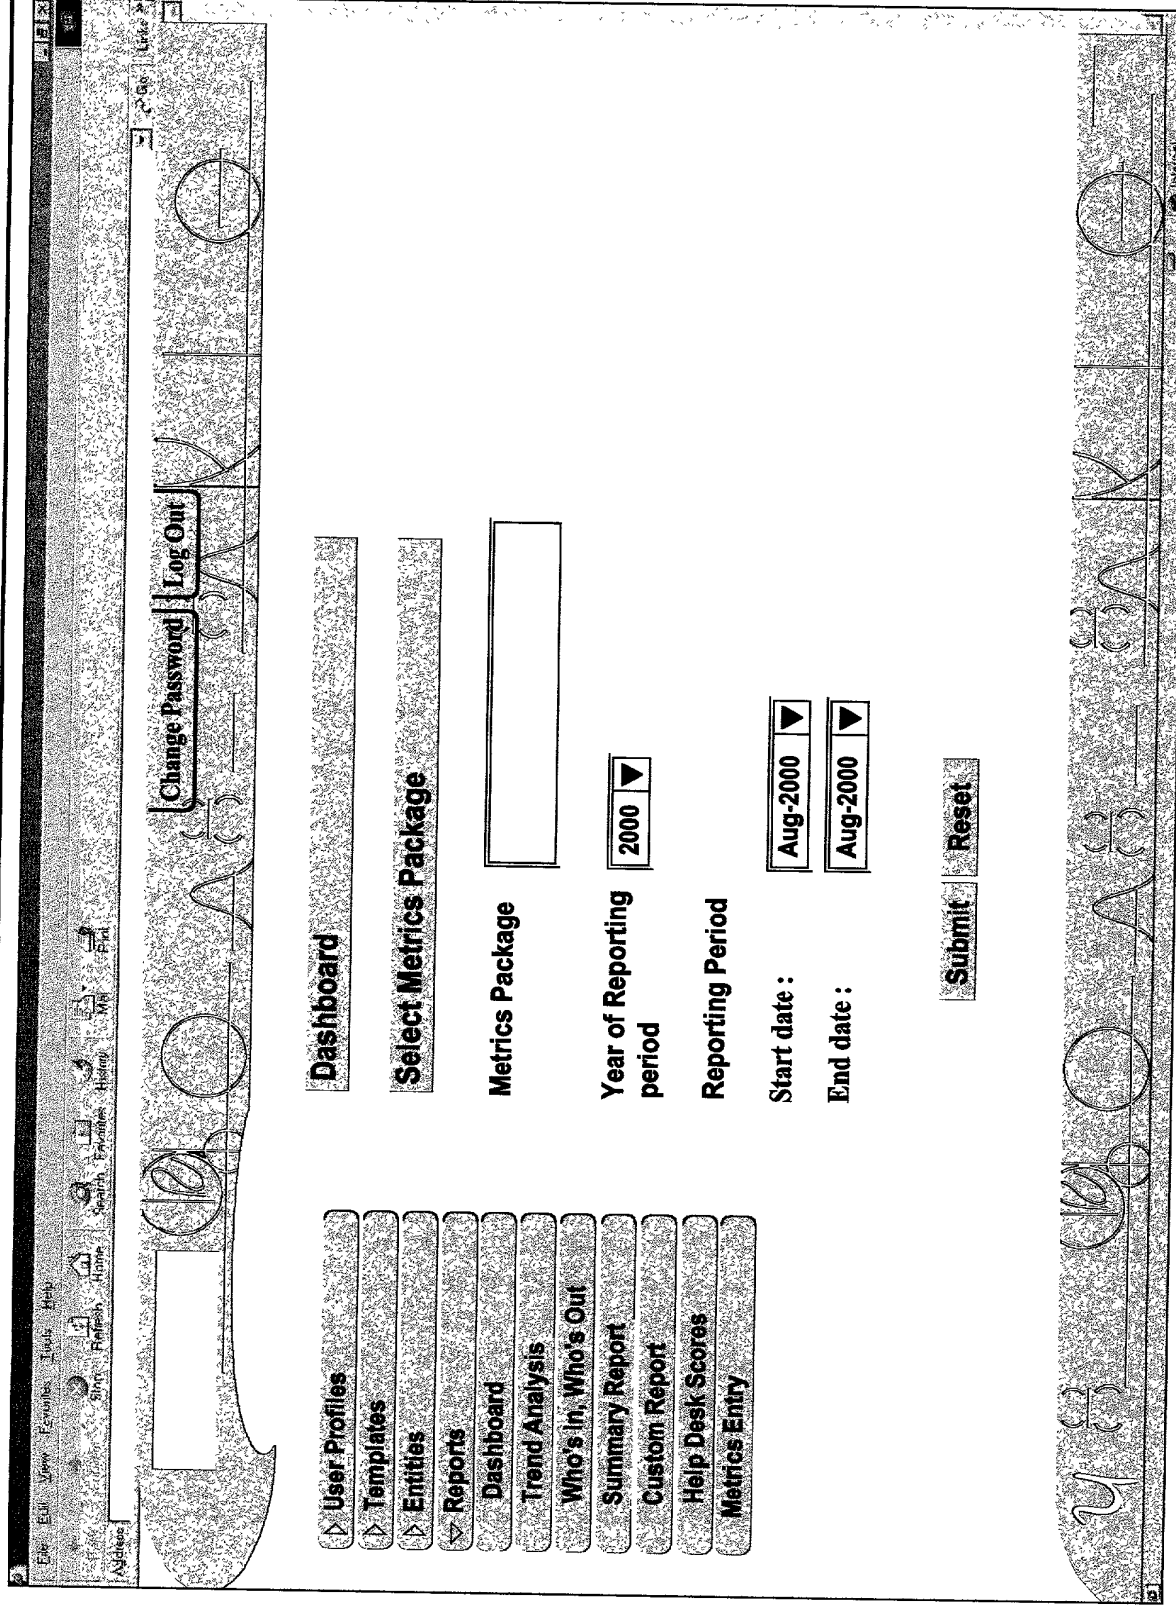 File Edit View Favorites Tools Help
Stop Refresh Home Search Favorites History Mail Print
Address
Go Links
Change Password Log Out
▷ User Profiles
▷ Templates
▷ Entities
▽ Reports
Dashboard
Trend Analysis
Who's In, Who's Out
Summary Report
Custom Report
Help Desk Scores
Metrics Entry
Dashboard
Select Metrics Package
Metrics Package
Year of Reporting
period
2000
Reporting Period
Start date : Aug-2000
End date : Aug-2000
Submit Reset